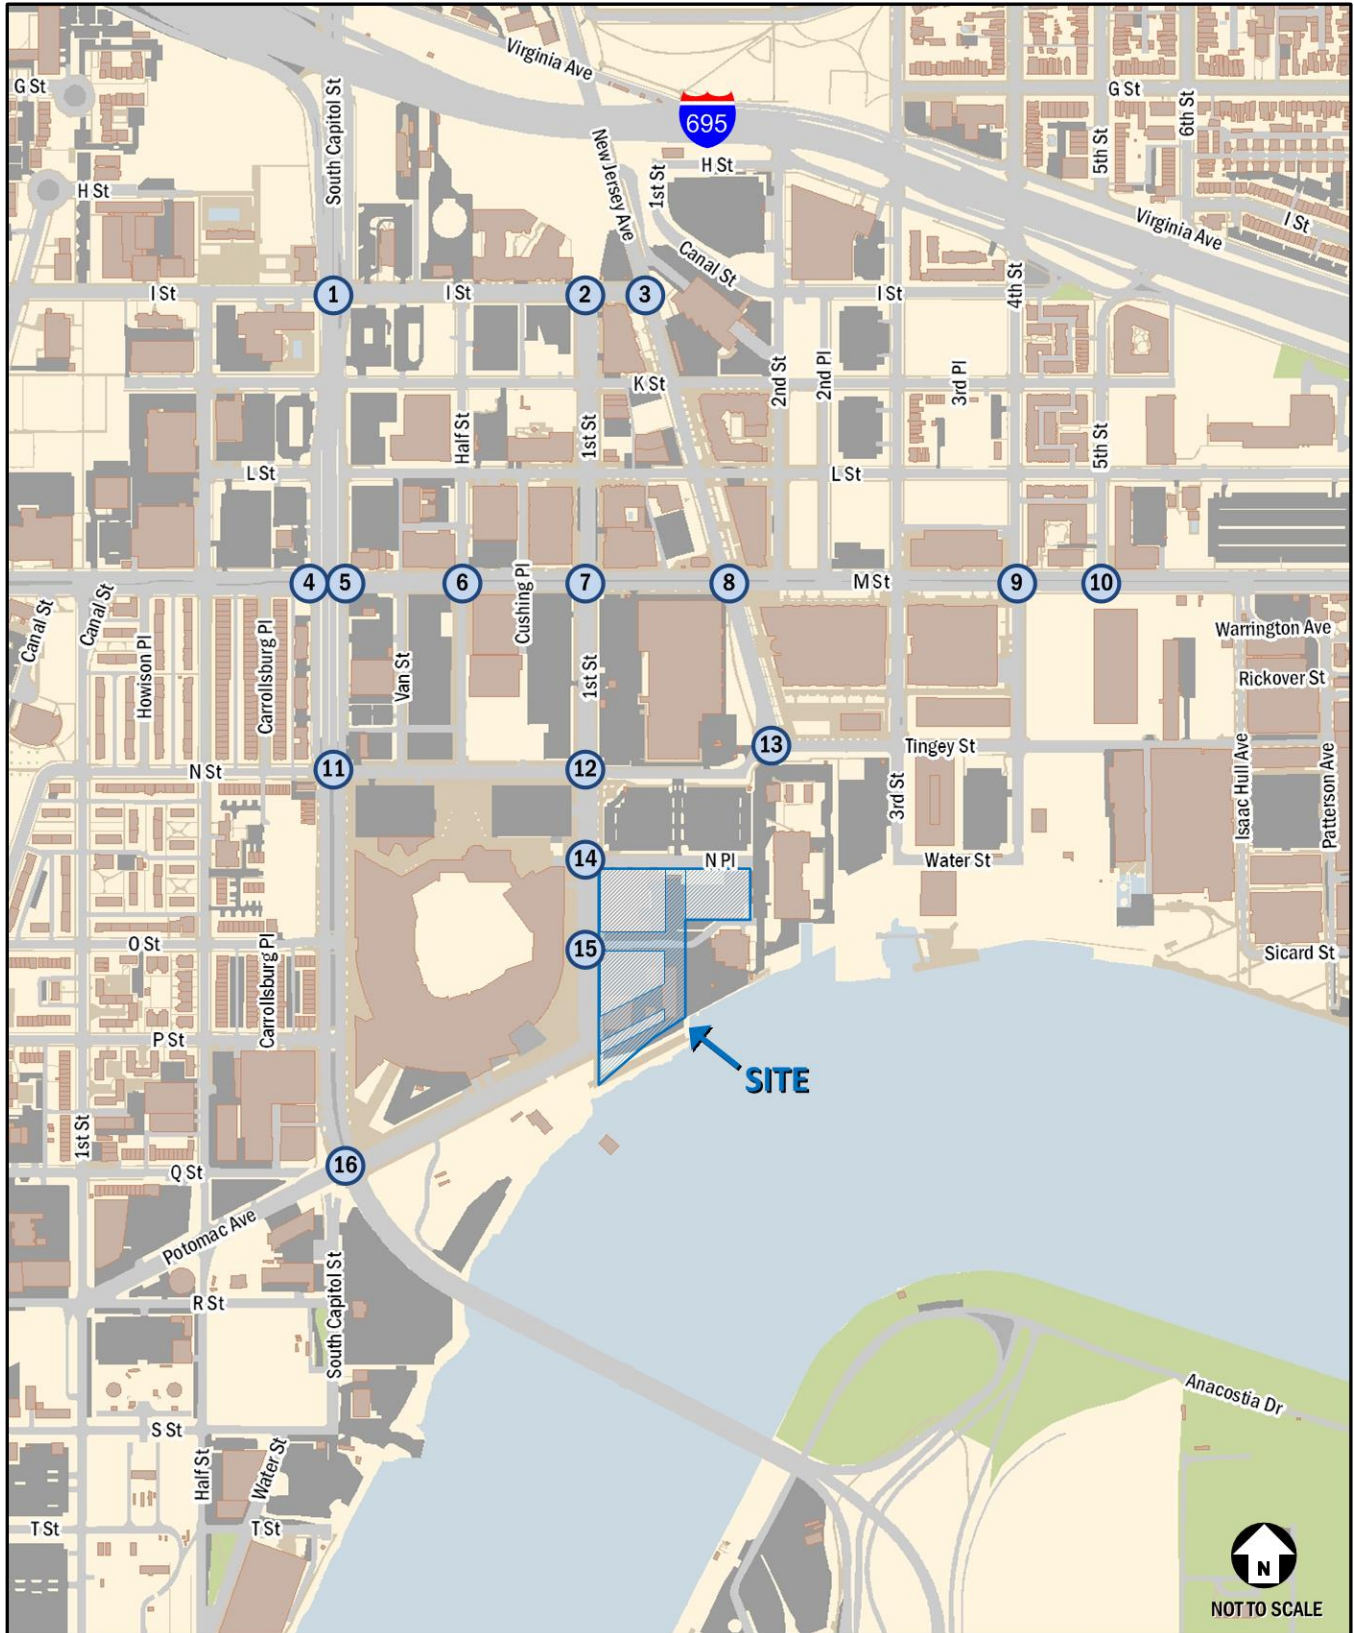 Virginia Ave
G St
South Capitol St
695
G St
5th St
6th St
New Jersey Ave
1st St
H St
H St
Canal St
Virginia Ave
I St
I St
1
I St
2
3
I St
4th St
K St
2nd St
2nd Pl
3rd Pl
Half St
1st St
5th St
L St
L St
4
5
6
7
8
M St
9
10
Canal St
Canal St
Howison Pl
Carrollsburg Pl
Van St
Cushing Pl
1st St
Warrington Ave
Rickover St
13
Tingey St
N St
11
12
3rd St
Isaac Hull Ave
Patterson Ave
14
N Pl
Water St
O St
Carrollsburg Pl
15
Sicard St
P St
SITE
1st St
Q St
16
Potomac Ave
South Capitol St
R St
Anacostia Dr
S St
Half St
Water St
T St
T St
N
NOT TO SCALE